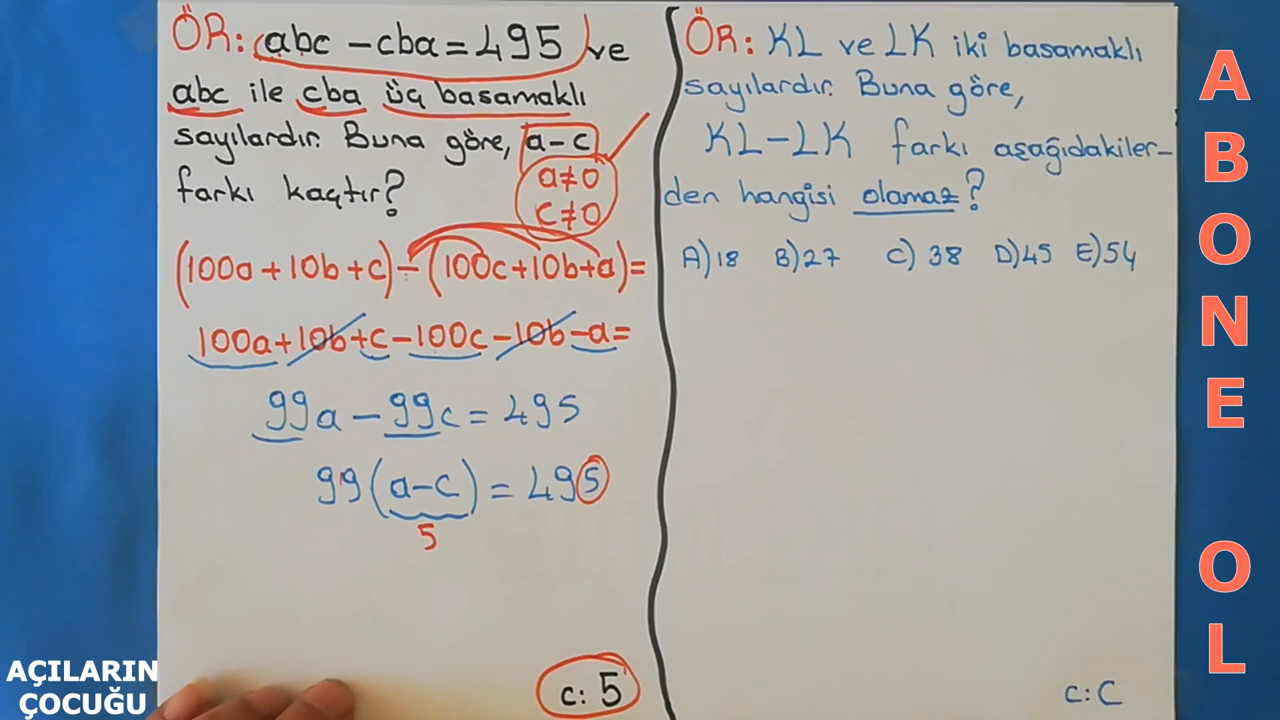 ÖR: abc - cba = 495 ve
abc ile cba üç basamaklı
sayılardır. Buna göre, a-c
farkı kaçtır?
a≠0
c≠0
(100a+10b+c)-(100c+10b+a)=
100a+10b+c-100c-10b-a=
99a - 99c = 495
99(a-c) = 495
5
c: 5
ÖR: KL ve LK iki basamaklı
sayılardır. Buna göre,
KL-LK farkı aşağıdakiler-
den hangisi olamaz?
A)18 B)27 C) 38 D)45 E)54
c: C
ABONE
OL
AÇILARIN
ÇOCUĞU